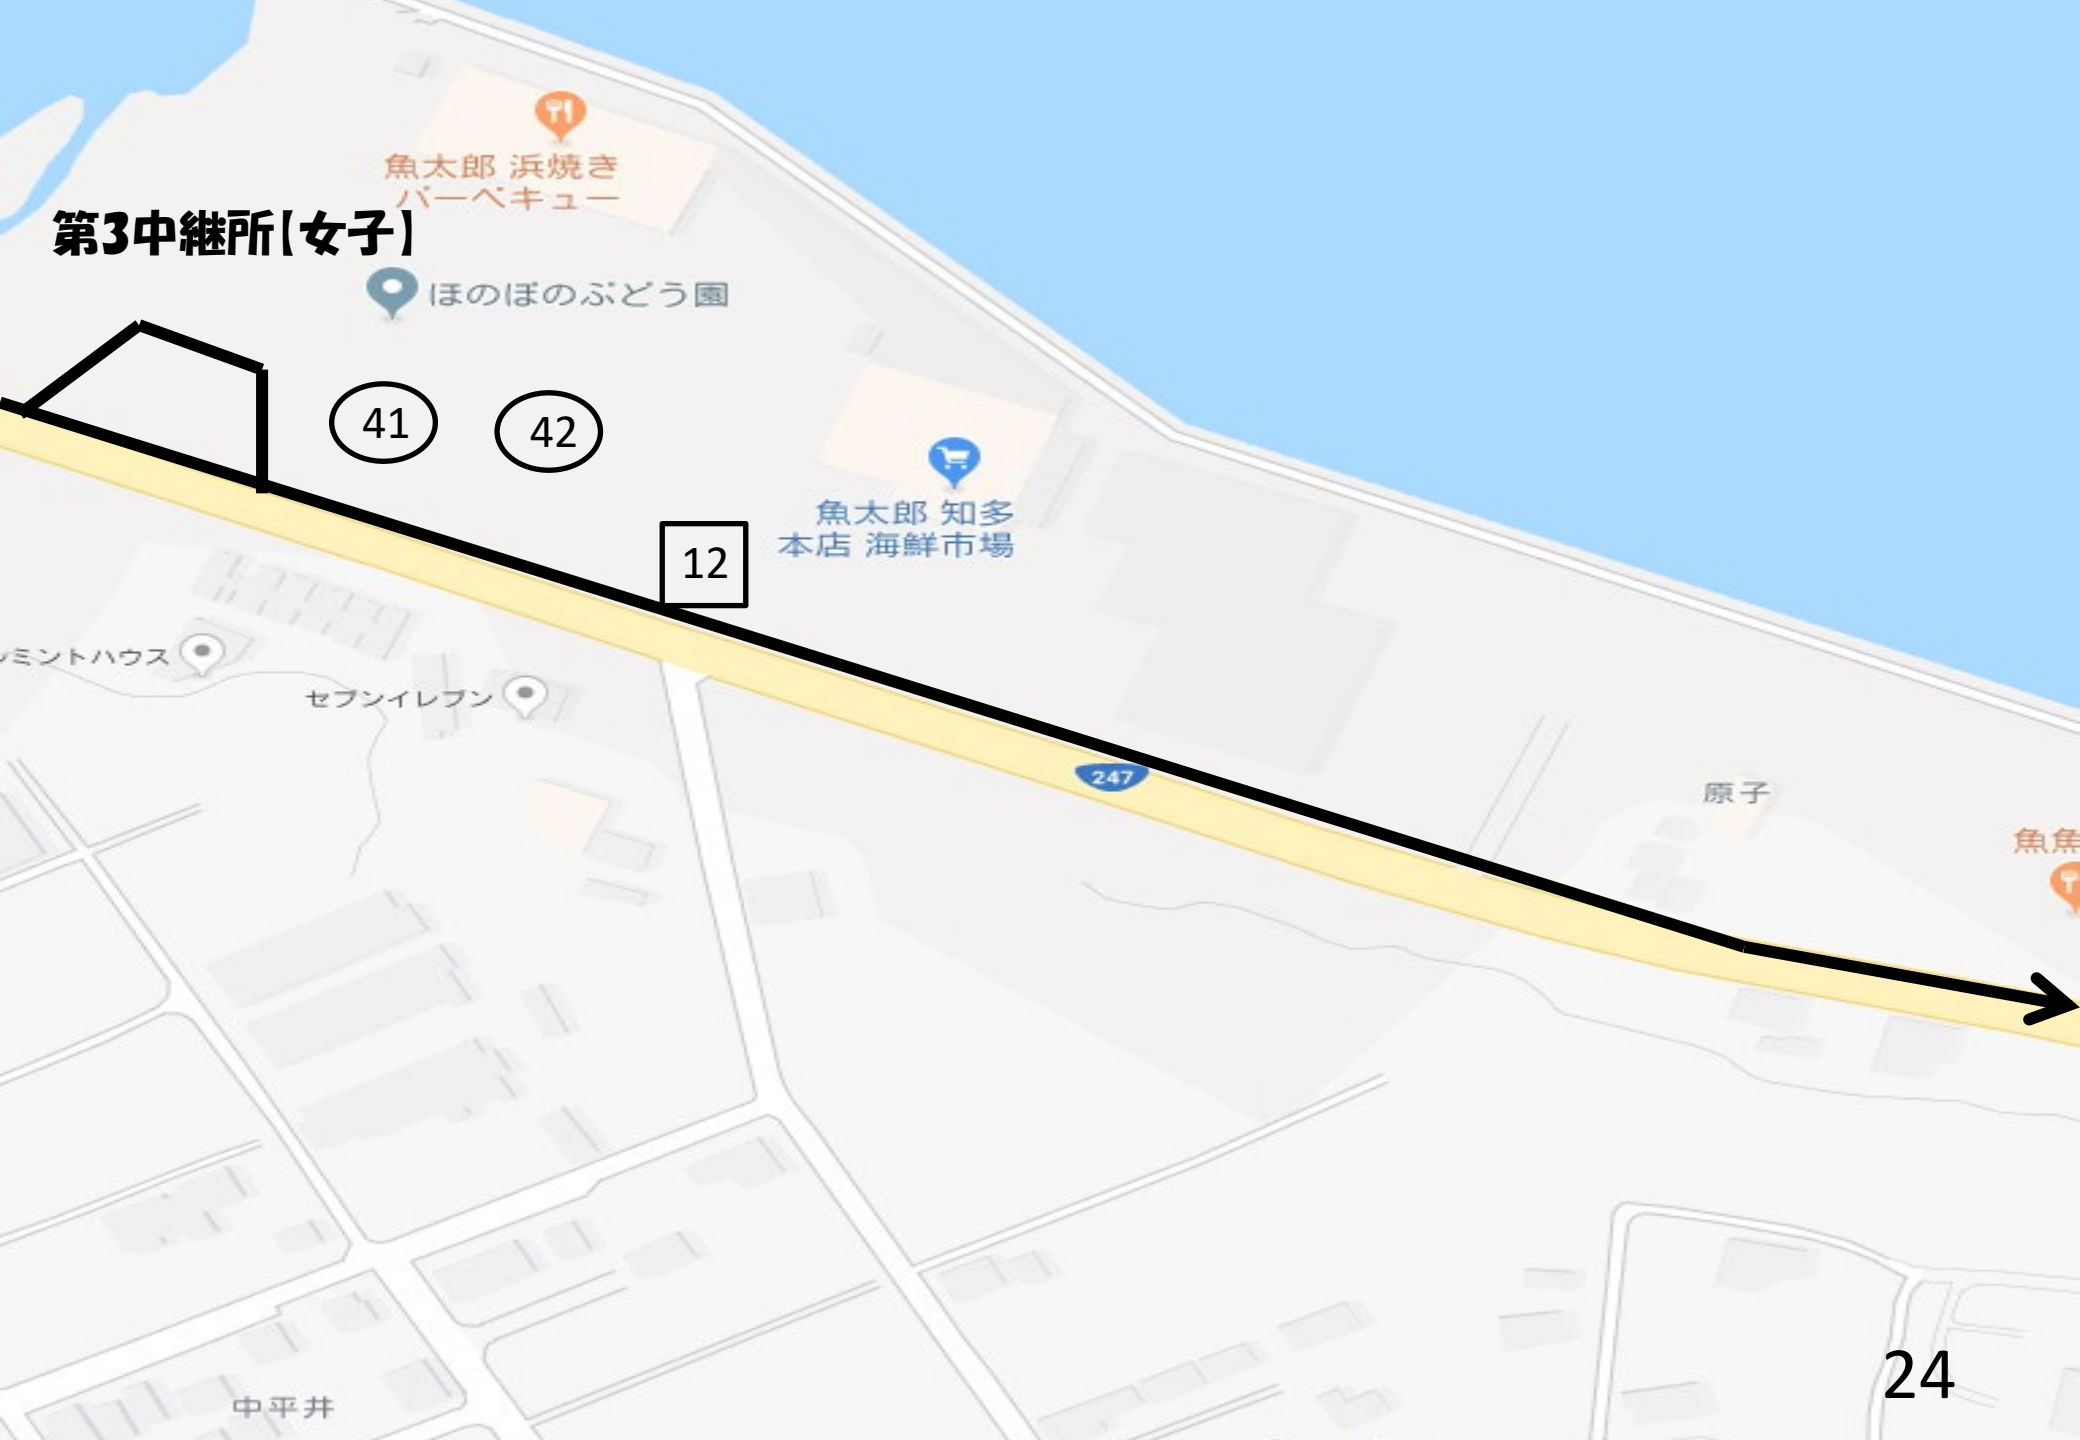 魚太郎 浜焼き
バーベキュー
第3中継所【女子】
ほのぼのぶどう園
41
42
魚太郎 知多
本店 海鮮市場
12
ミントハウス
セブンイレブン
247
原子
魚魚
24
中平井